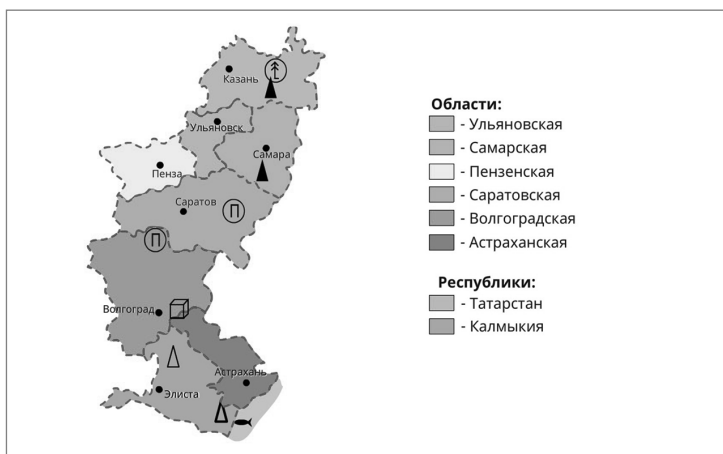 Казань
Ульяновск
Самара
Пенза
Саратов
П
П
Волгоград
Астрахань
Элиста
Области:
- Ульяновская
- Самарская
- Пензенская
- Саратовская
- Волгоградская
- Астраханская
Республики:
- Татарстан
- Калмыкия